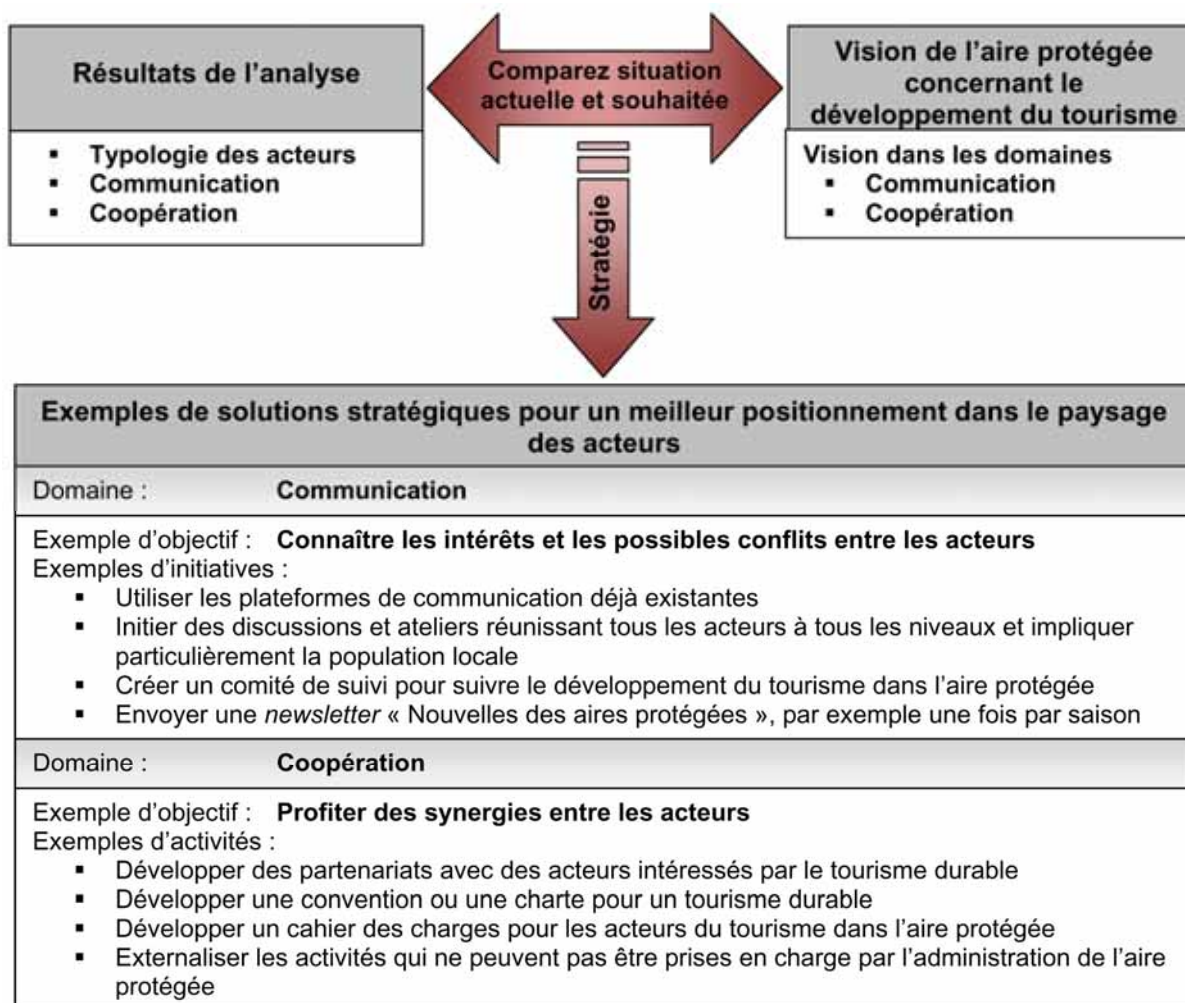 Résultats de l’analyse
▪ Typologie des acteurs
▪ Communication
▪ Coopération
Comparez situation
actuelle et souhaitée
Vision de l’aire protégée
concernant le
développement du tourisme
Vision dans les domaines
▪ Communication
▪ Coopération
Stratégie
Exemples de solutions stratégiques pour un meilleur positionnement dans le paysage
des acteurs
Domaine : Communication
Exemple d’objectif : Connaître les intérêts et les possibles conflits entre les acteurs
Exemples d’initiatives :
▪ Utiliser les plateformes de communication déjà existantes
▪ Initier des discussions et ateliers réunissant tous les acteurs à tous les niveaux et impliquer
particulièrement la population locale
▪ Créer un comité de suivi pour suivre le développement du tourisme dans l’aire protégée
▪ Envoyer une newsletter « Nouvelles des aires protégées », par exemple une fois par saison
Domaine : Coopération
Exemple d’objectif : Profiter des synergies entre les acteurs
Exemples d’activités :
▪ Développer des partenariats avec des acteurs intéressés par le tourisme durable
▪ Développer une convention ou une charte pour un tourisme durable
▪ Développer un cahier des charges pour les acteurs du tourisme dans l’aire protégée
▪ Externaliser les activités qui ne peuvent pas être prises en charge par l’administration de l’aire
protégée